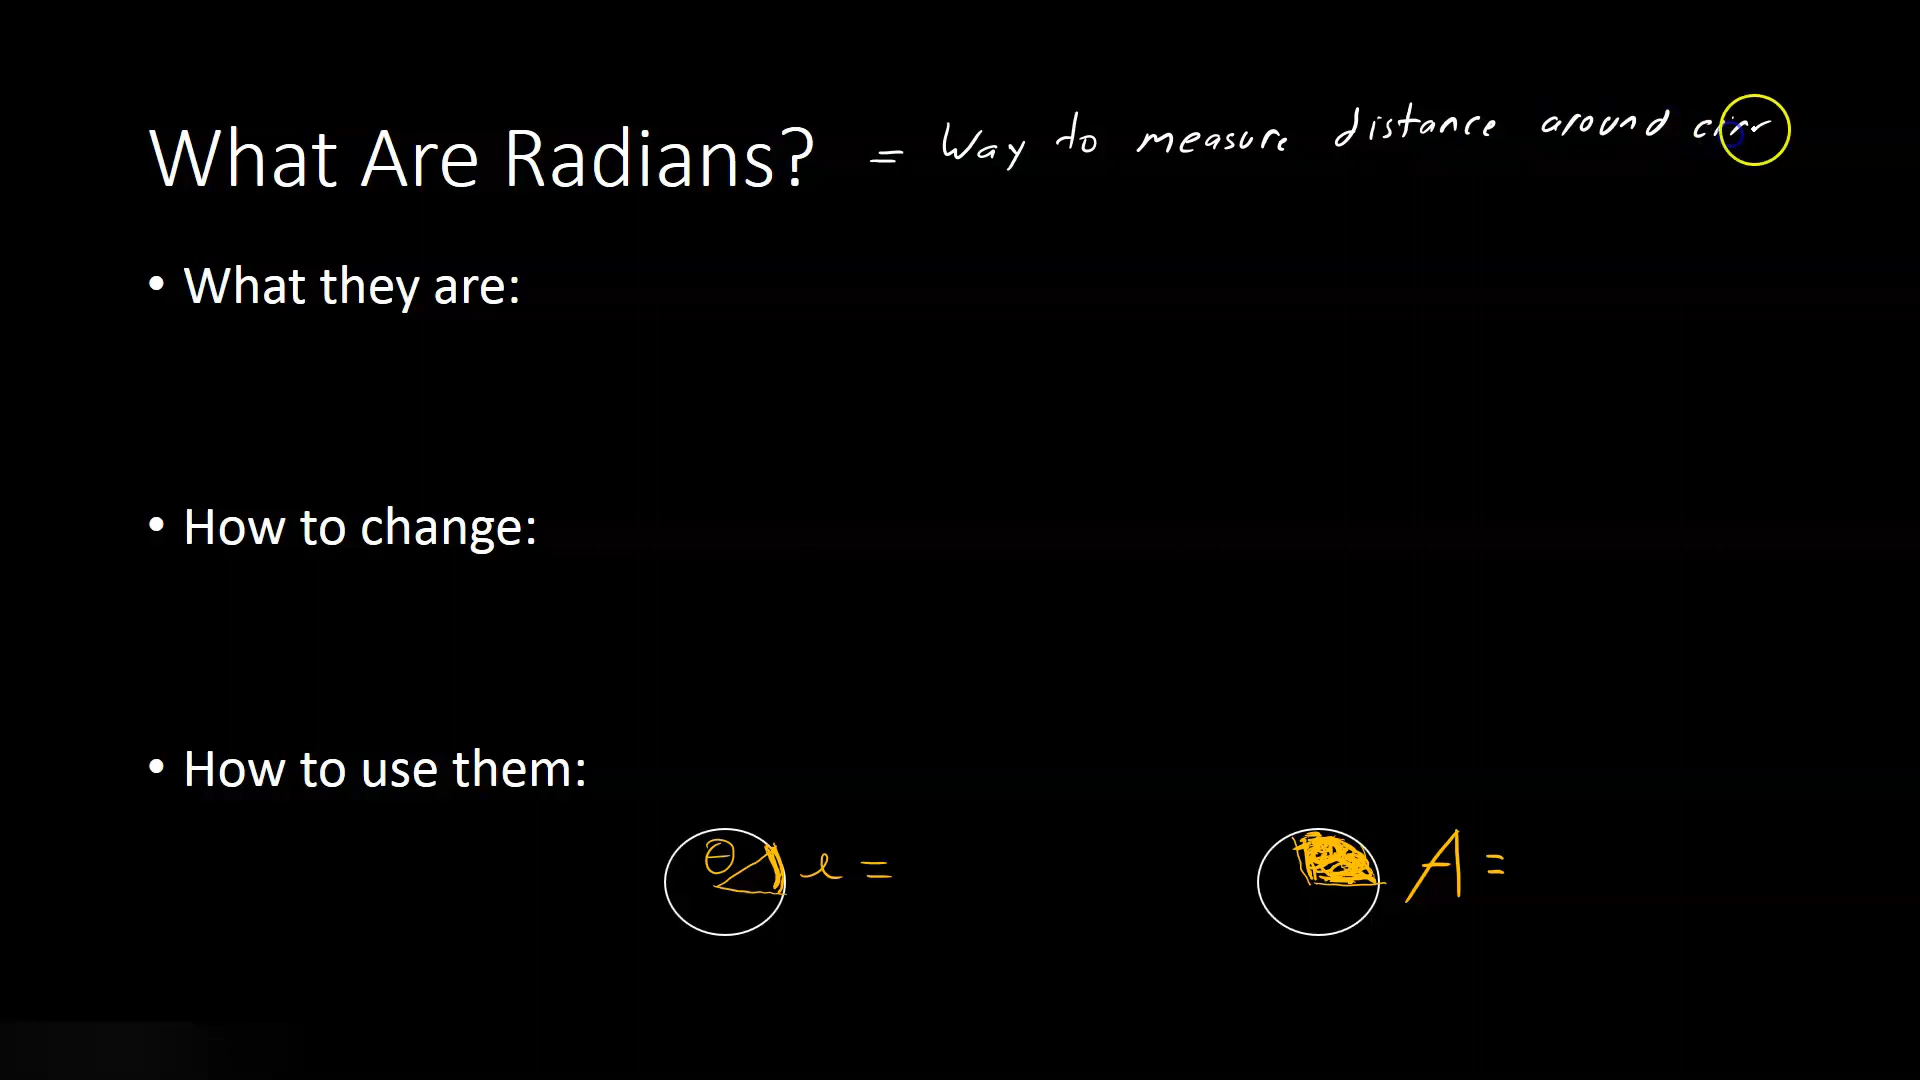 What Are Radians? = Way to measure distance around
• What they are:
• How to change:
• How to use them:
θ l = A =